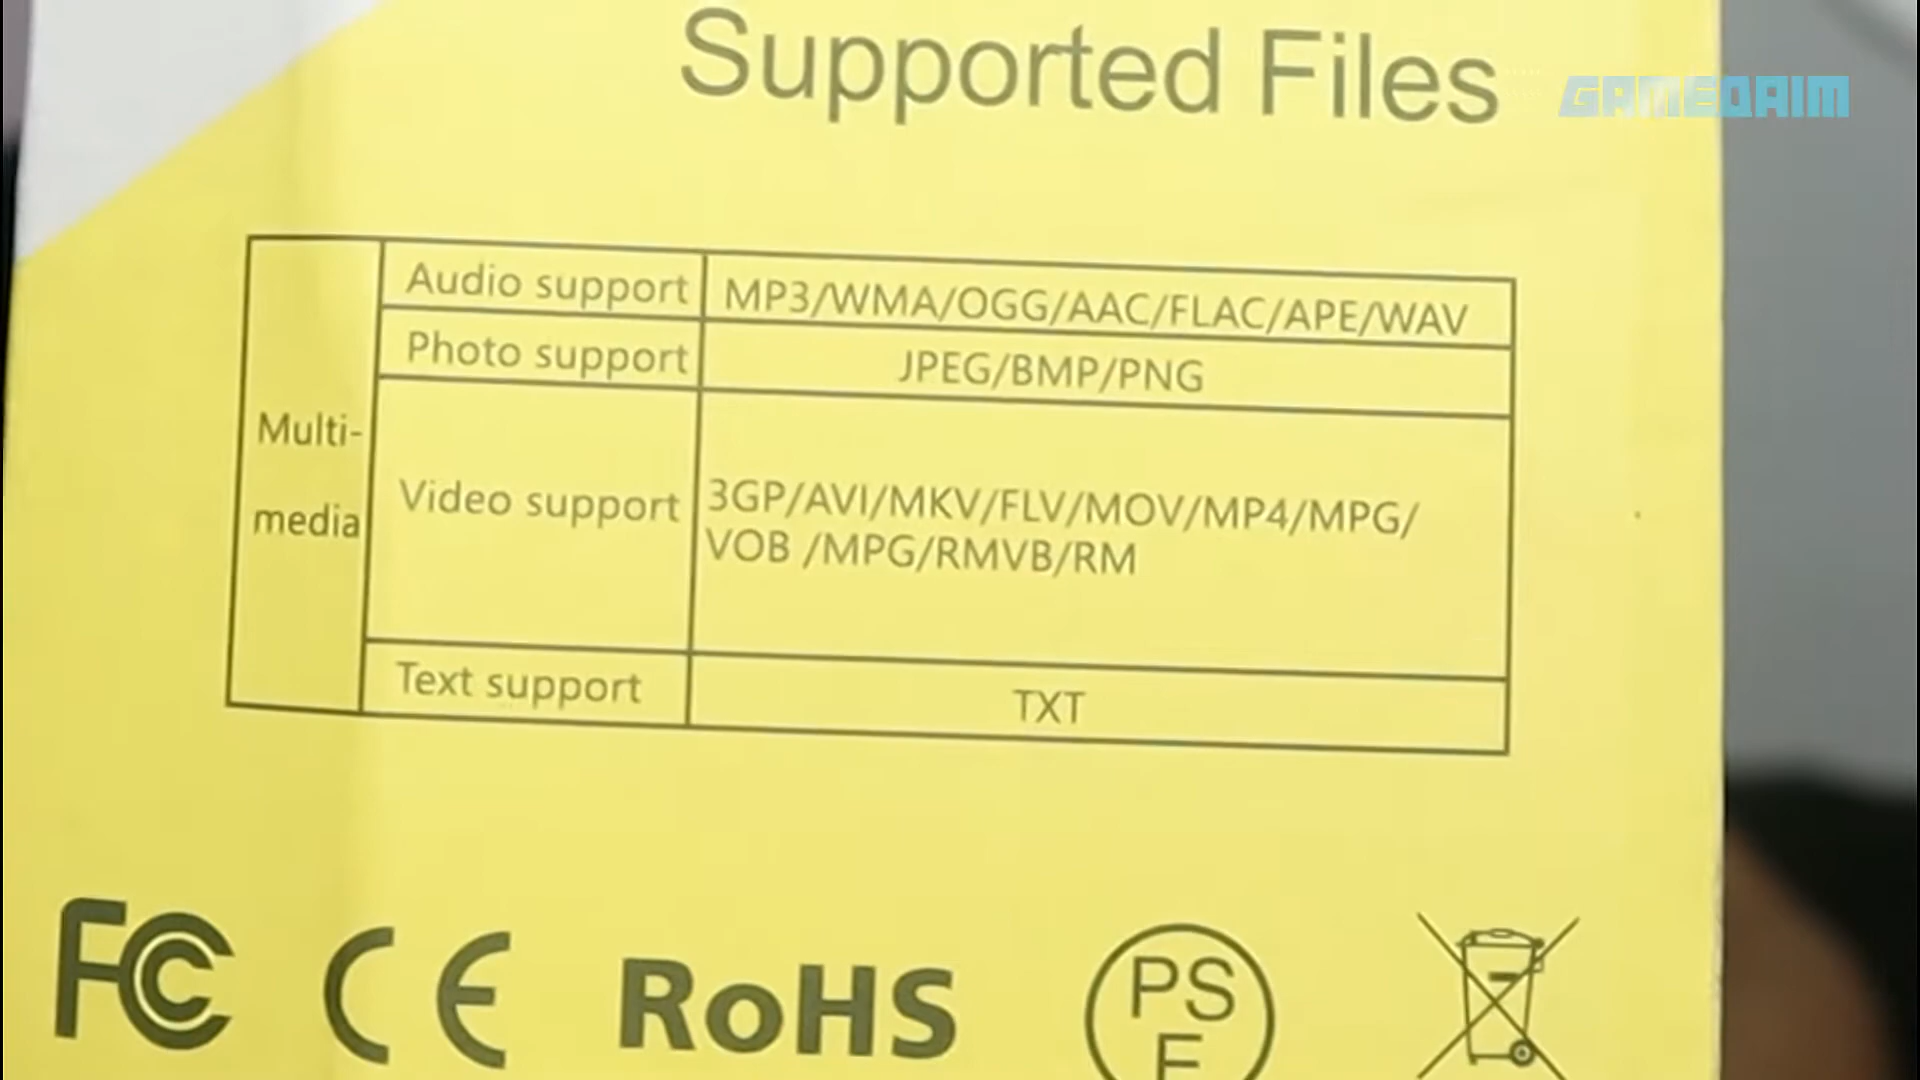 Supported Files
GAMEDAIM
Audio support MP3/WMA/OGG/AAC/FLAC/APE/WAV
Photo support JPEG/BMP/PNG
Multi-
media
Video support 3GP/AVI/MKV/FLV/MOV/MP4/MPG/
VOB /MPG/RMVB/RM
Text support TXT
FC CE RoHS PS
E